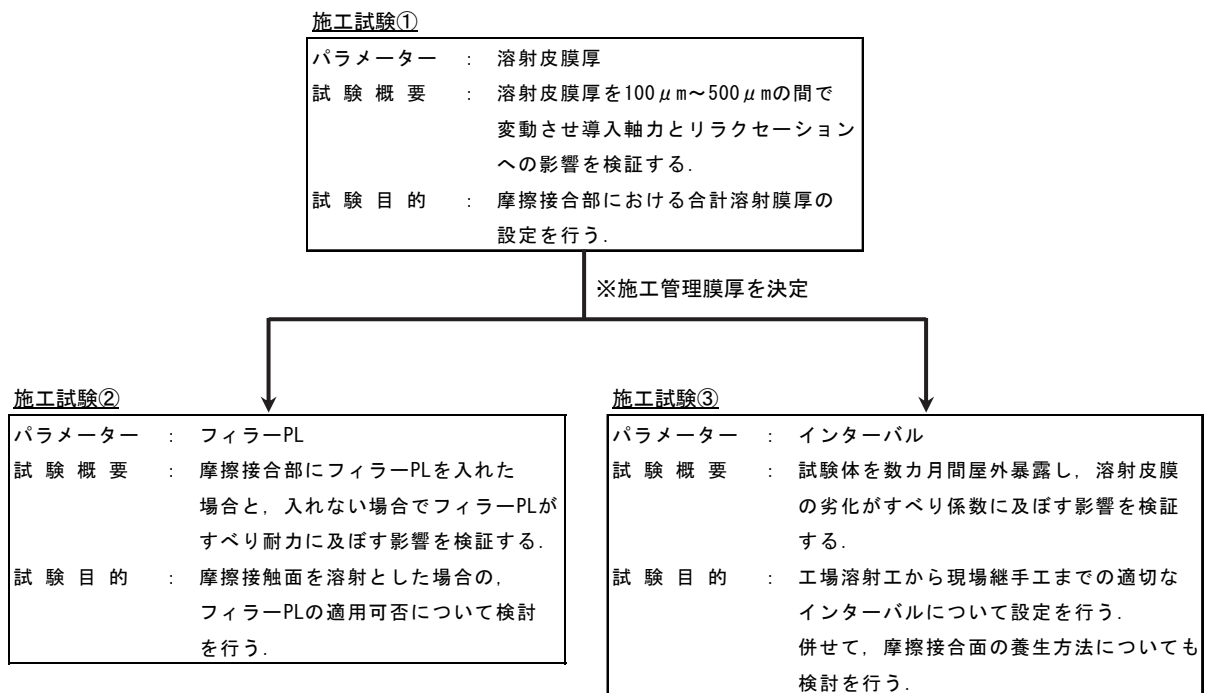 施工試験①
パラメーター : 溶射皮膜厚
試験概要 : 溶射皮膜厚を100μm~500μmの間で
変動させ導入軸力とリラクセーション
への影響を検証する.
試験目的 : 摩擦接合部における合計溶射膜厚の
設定を行う.
※施工管理膜厚を決定
施工試験②
パラメーター : フィラーPL
試験概要 : 摩擦接合部にフィラーPLを入れた
場合と, 入れない場合でフィラーPLが
すべり耐力に及ぼす影響を検証する.
試験目的 : 摩擦接触面を溶射とした場合の,
フィラーPLの適用可否について検討
を行う.
施工試験③
パラメーター : インターバル
試験概要 : 試験体を数カ月間屋外暴露し, 溶射皮膜
の劣化がすべり係数に及ぼす影響を検証
する.
試験目的 : 工場溶射工から現場継手工までの適切な
インターバルについて設定を行う.
併せて, 摩擦接合面の養生方法についても
検討を行う.